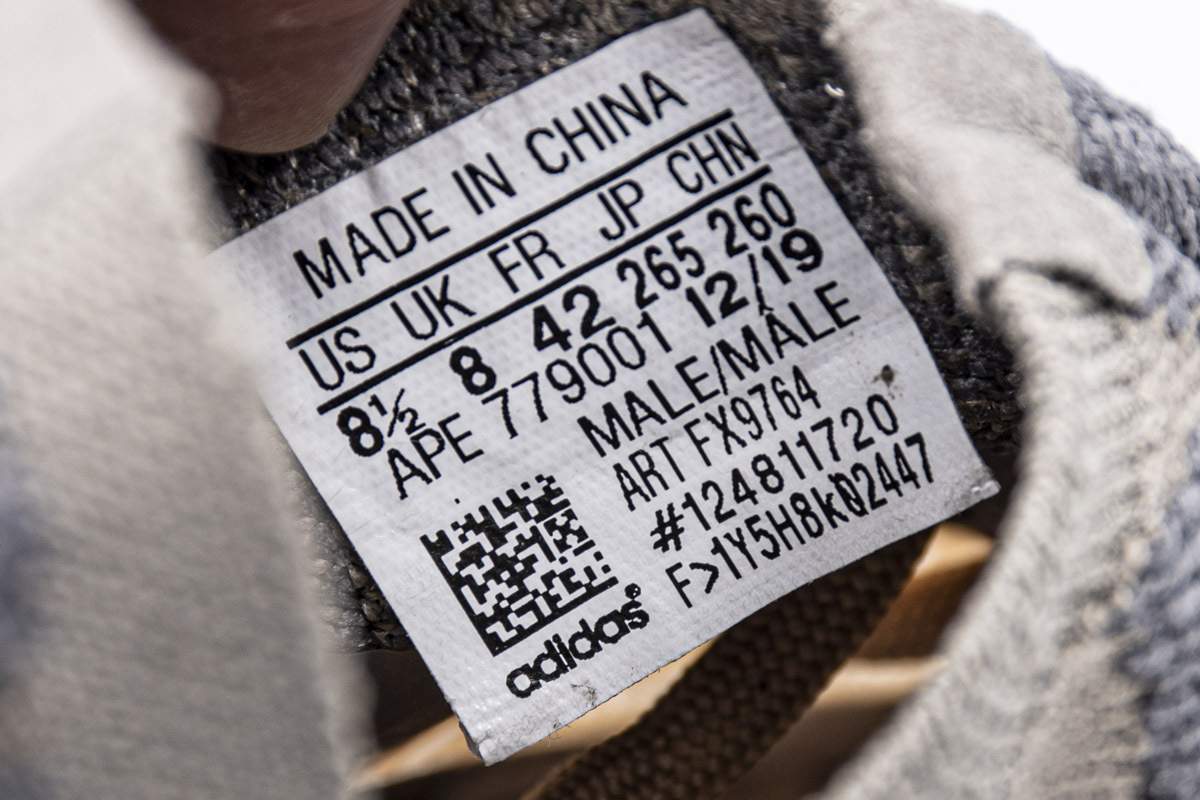 MADE IN CHINA
US UK FR JP CHN
8½ 8 42 265 260
APE 779001 12/19
MALE/MÂLE
ART FX9764
#124811720
F>1Y5H8K02447
adidas®